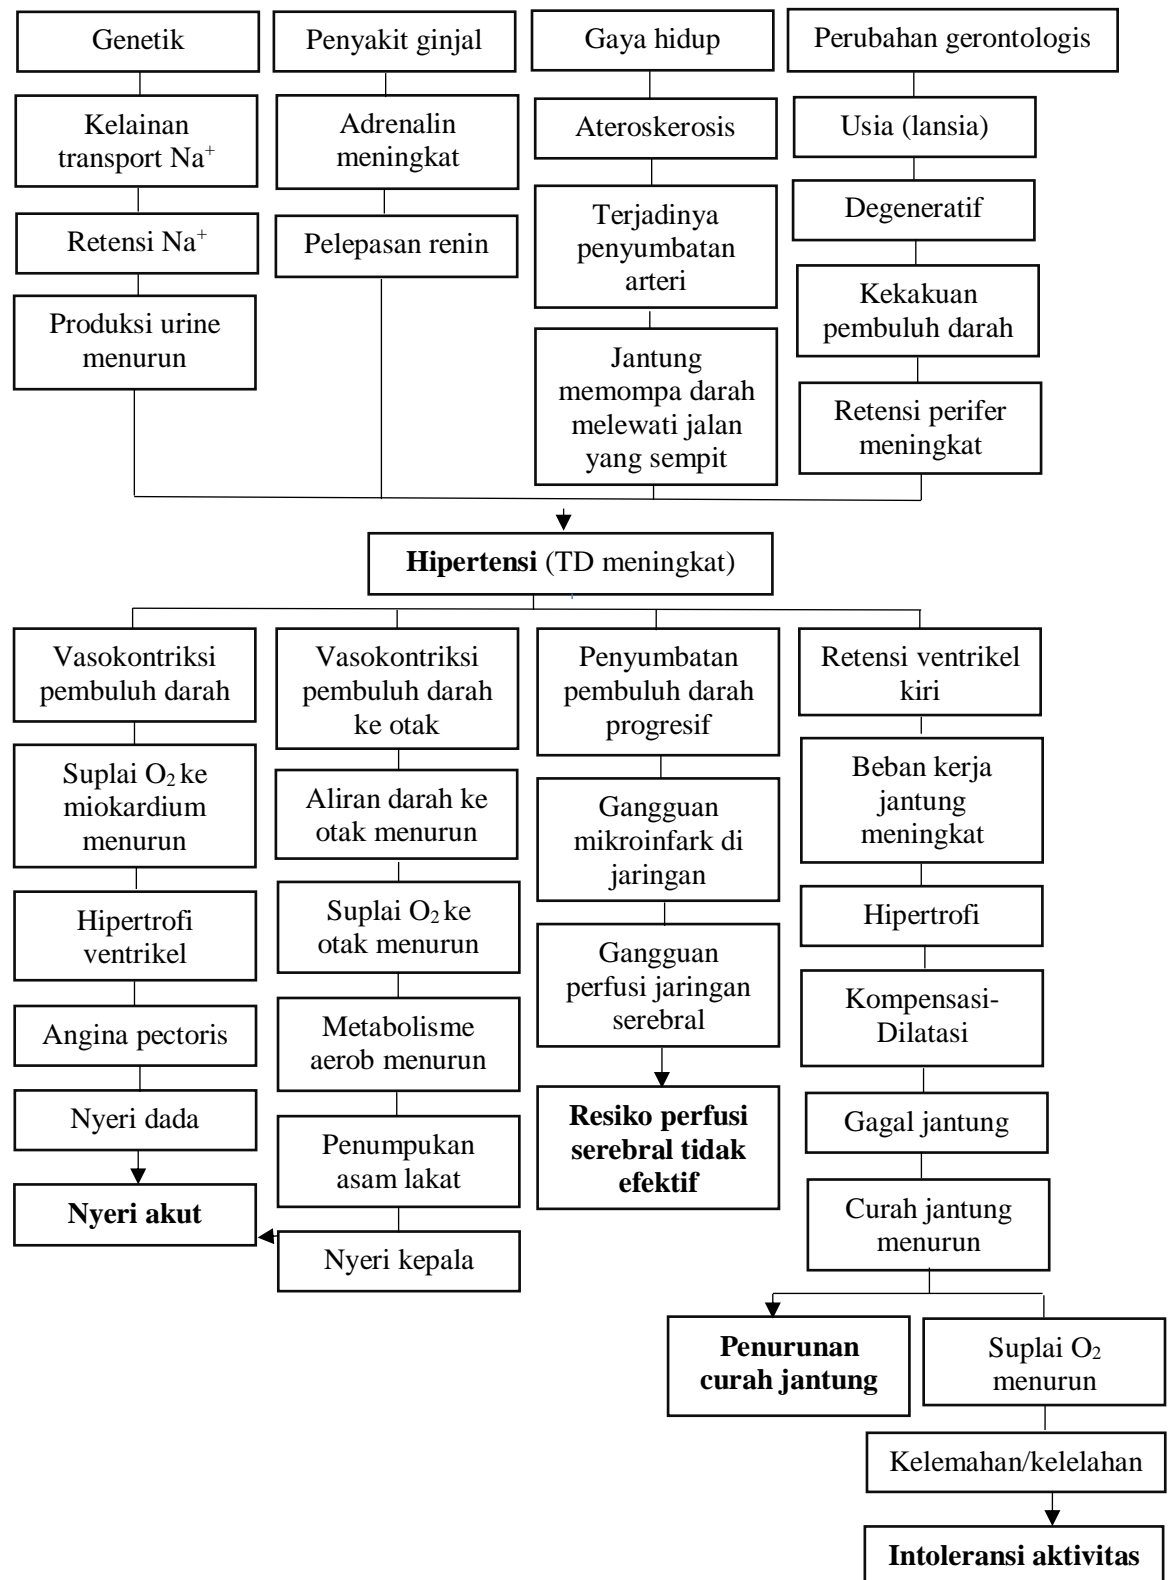 Genetik
Penyakit ginjal
Gaya hidup
Perubahan gerontologis
Kelainan
transport Na⁺
Adrenalin
meningkat
Ateroskerosis
Usia (lansia)
Retensi Na⁺
Pelepasan renin
Terjadinya
penyumbatan
arteri
Degeneratif
Produksi urine
menurun
Jantung
memompa darah
melewati jalan
yang sempit
Kekakuan
pembuluh darah
Retensi perifer
meningkat
Hipertensi (TD meningkat)
Vasokontriksi
pembuluh darah
Suplai O₂ ke
miokardium
menurun
Hipertrofi
ventrikel
Angina pectoris
Nyeri dada
Nyeri akut
Vasokontriksi
pembuluh darah
ke otak
Aliran darah ke
otak menurun
Suplai O₂ ke
otak menurun
Metabolisme
aerob menurun
Penumpukan
asam lakat
Nyeri kepala
Penyumbatan
pembuluh darah
progresif
Gangguan
mikroinfark di
jaringan
Gangguan
perfusi jaringan
serebral
Resiko perfusi
serebral tidak
efektif
Retensi ventrikel
kiri
Beban kerja
jantung
meningkat
Hipertrofi
Kompensasi-
Dilatasi
Gagal jantung
Curah jantung
menurun
Penurunan
curah jantung
Suplai O₂
menurun
Kelemahan/kelelahan
Intoleransi aktivitas